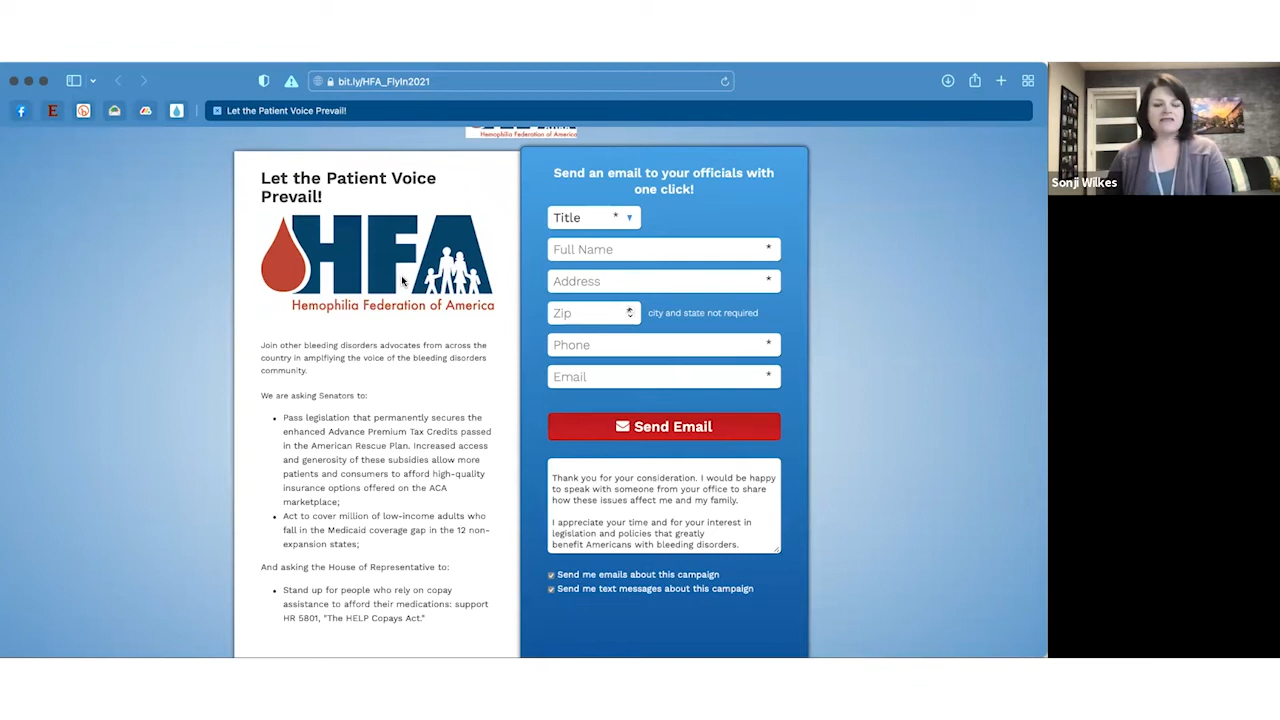 bit.ly/HFA_FlyIn2021
Let the Patient Voice Prevail!
Hemophilia Federation of America
Let the Patient Voice
Prevail!
HFA
Hemophilia Federation of America
Join other bleeding disorders advocates from across the
country in amplfiying the voice of the bleeding disorders
community.
We are asking Senators to:
• Pass legislation that permanently secures the
enhanced Advance Premium Tax Credits passed
in the American Rescue Plan. Increased access
and generosity of these subsidies allow more
patients and consumers to afford high-quality
insurance options offered on the ACA
marketplace;
• Act to cover million of low-income adults who
fall in the Medicaid coverage gap in the 12 non-
expansion states;
And asking the House of Representative to:
• Stand up for people who rely on copay
assistance to afford their medications: support
HR 5801, "The HELP Copays Act."
Send an email to your officials with
one click!
Title *
Full Name *
Address *
Zip * city and state not required
Phone *
Email *
Send Email
Thank you for your consideration. I would be happy
to speak with someone from your office to share
how these issues affect me and my family.
I appreciate your time and for your interest in
legislation and policies that greatly
benefit Americans with bleeding disorders.
Send me emails about this campaign
Send me text messages about this campaign
Sonji Wilkes